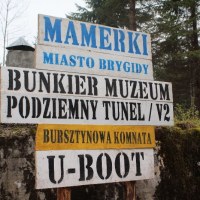 MAMERKI
MIASTO BRYGIDY
BUNKIER MUZEUM
PODZIEMNY TUNEL / V2
BURSZTYNOWA KOMNATA
U-BOOT